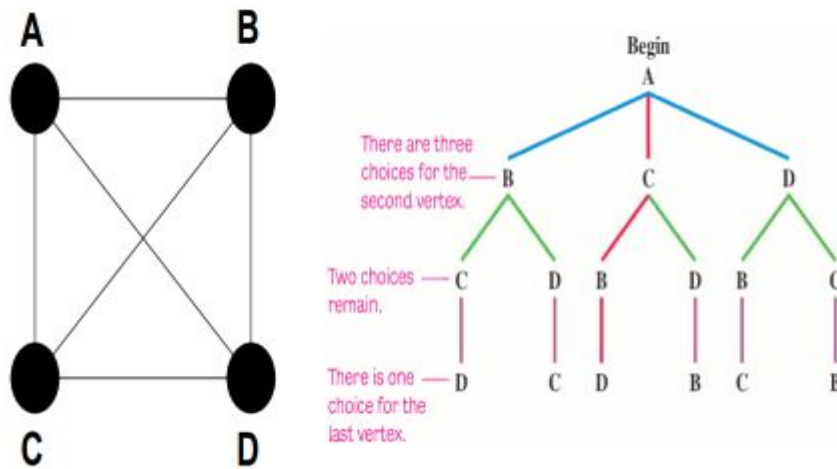 A B
C D
Begin
A
There are three
choices for the
second vertex.
B C D
Two choices
remain.
C D B D B C
There is one
choice for the
last vertex.
D C D B C B